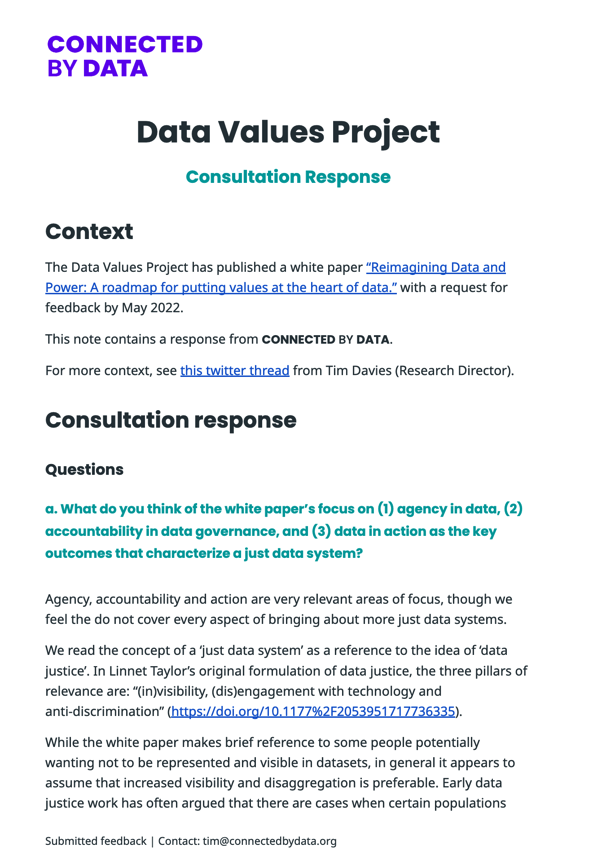 CONNECTED
BY DATA
Data Values Project
Consultation Response
Context
The Data Values Project has published a white paper “Reimagining Data and
Power: A roadmap for putting values at the heart of data.” with a request for
feedback by May 2022.
This note contains a response from CONNECTED BY DATA.
For more context, see this twitter thread from Tim Davies (Research Director).
Consultation response
Questions
a. What do you think of the white paper’s focus on (1) agency in data, (2)
accountability in data governance, and (3) data in action as the key
outcomes that characterize a just data system?
Agency, accountability and action are very relevant areas of focus, though we
feel the do not cover every aspect of bringing about more just data systems.
We read the concept of a ‘just data system’ as a reference to the idea of ‘data
justice’. In Linnet Taylor’s original formulation of data justice, the three pillars of
relevance are: “(in)visibility, (dis)engagement with technology and
anti-discrimination” (https://doi.org/10.1177%2F2053951717736335).
While the white paper makes brief reference to some people potentially
wanting not to be represented and visible in datasets, in general it appears to
assume that increased visibility and disaggregation is preferable. Early data
justice work has often argued that there are cases when certain populations
Submitted feedback | Contact: tim@connectedbydata.org